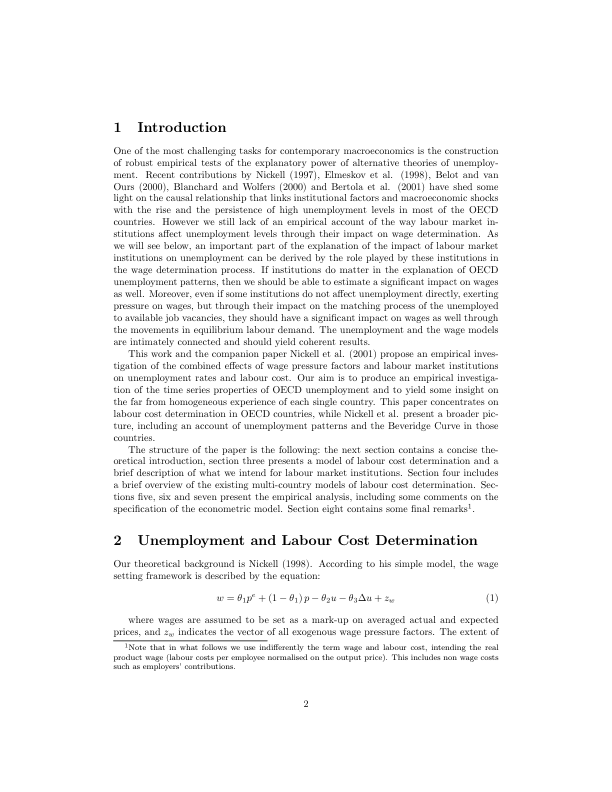 1 Introduction
One of the most challenging tasks for contemporary macroeconomics is the construction
of robust empirical tests of the explanatory power of alternative theories of unemploy-
ment. Recent contributions by Nickell (1997), Elmeskov et al. (1998), Belot and van
Ours (2000), Blanchard and Wolfers (2000) and Bertola et al. (2001) have shed some
light on the causal relationship that links institutional factors and macroeconomic shocks
with the rise and the persistence of high unemployment levels in most of the OECD
countries. However we still lack of an empirical account of the way labour market in-
stitutions affect unemployment levels through their impact on wage determination. As
we will see below, an important part of the explanation of the impact of labour market
institutions on unemployment can be derived by the role played by these institutions in
the wage determination process. If institutions do matter in the explanation of OECD
unemployment patterns, then we should be able to estimate a significant impact on wages
as well. Moreover, even if some institutions do not affect unemployment directly, exerting
pressure on wages, but through their impact on the matching process of the unemployed
to available job vacancies, they should have a significant impact on wages as well through
the movements in equilibrium labour demand. The unemployment and the wage models
are intimately connected and should yield coherent results.
This work and the companion paper Nickell et al. (2001) propose an empirical inves-
tigation of the combined effects of wage pressure factors and labour market institutions
on unemployment rates and labour cost. Our aim is to produce an empirical investiga-
tion of the time series properties of OECD unemployment and to yield some insight on
the far from homogeneous experience of each single country. This paper concentrates on
labour cost determination in OECD countries, while Nickell et al. present a broader pic-
ture, including an account of unemployment patterns and the Beveridge Curve in those
countries.
The structure of the paper is the following: the next section contains a concise the-
oretical introduction, section three presents a model of labour cost determination and a
brief description of what we intend for labour market institutions. Section four includes
a brief overview of the existing multi-country models of labour cost determination. Sec-
tions five, six and seven present the empirical analysis, including some comments on the
specification of the econometric model. Section eight contains some final remarks¹.
2 Unemployment and Labour Cost Determination
Our theoretical background is Nickell (1998). According to his simple model, the wage
setting framework is described by the equation:
w = θ₁pᵉ + (1 − θ₁) p − θ₂u − θ₃Δu + z_w (1)
where wages are assumed to be set as a mark-up on averaged actual and expected
prices, and z_w indicates the vector of all exogenous wage pressure factors. The extent of
¹Note that in what follows we use indifferently the term wage and labour cost, intending the real
product wage (labour costs per employee normalised on the output price). This includes non wage costs
such as employers' contributions.
2